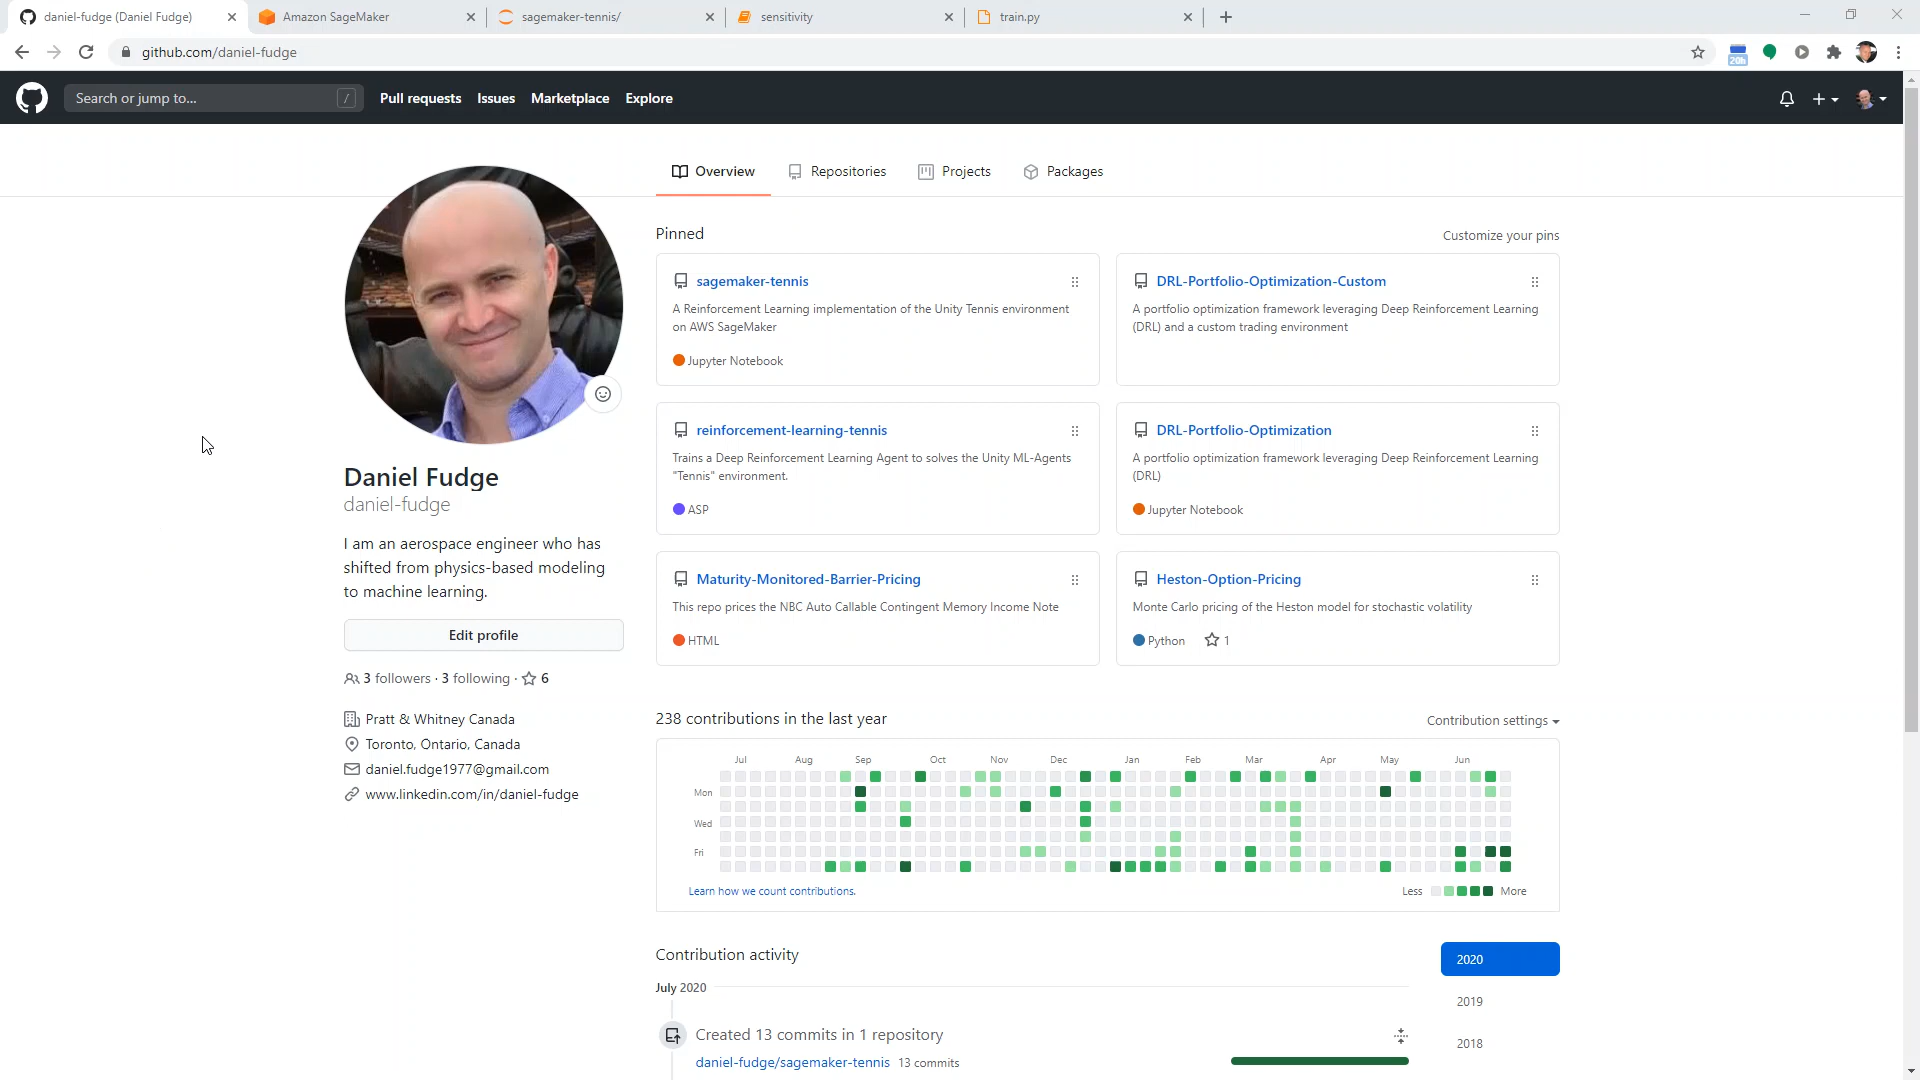 daniel-fudge (Daniel Fudge)
Amazon SageMaker
sagemaker-tennis/
sensitivity
train.py
github.com/daniel-fudge
20h
Search or jump to...
/
Pull requests
Issues
Marketplace
Explore
Overview
Repositories
Projects
Packages
Pinned
Customize your pins
sagemaker-tennis
A Reinforcement Learning implementation of the Unity Tennis environment
on AWS SageMaker
Jupyter Notebook
DRL-Portfolio-Optimization-Custom
A portfolio optimization framework leveraging Deep Reinforcement Learning
(DRL) and a custom trading environment
reinforcement-learning-tennis
Trains a Deep Reinforcement Learning Agent to solves the Unity ML-Agents
"Tennis" environment.
ASP
DRL-Portfolio-Optimization
A portfolio optimization framework leveraging Deep Reinforcement Learning
(DRL)
Jupyter Notebook
Maturity-Monitored-Barrier-Pricing
This repo prices the NBC Auto Callable Contingent Memory Income Note
HTML
Heston-Option-Pricing
Monte Carlo pricing of the Heston model for stochastic volatility
Python 1
Daniel Fudge
daniel-fudge
I am an aerospace engineer who has
shifted from physics-based modeling
to machine learning.
Edit profile
3 followers · 3 following · 6
Pratt & Whitney Canada
Toronto, Ontario, Canada
daniel.fudge1977@gmail.com
www.linkedin.com/in/daniel-fudge
238 contributions in the last year
Contribution settings
Jul Aug Sep Oct Nov Dec Jan Feb Mar Apr May Jun
Mon
Wed
Fri
Learn how we count contributions.
Less More
Contribution activity
2020
2019
2018
July 2020
Created 13 commits in 1 repository
daniel-fudge/sagemaker-tennis 13 commits